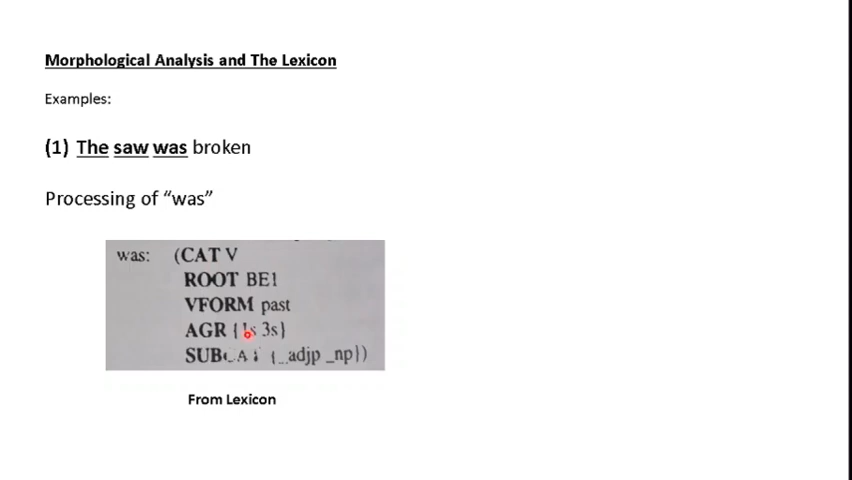 Morphological Analysis and The Lexicon
Examples:
(1) The saw was broken
Processing of “was”
was: (CAT V
ROOT BE1
VFORM past
AGR {1s 3s}
SUBCAT {_adjp _np})
From Lexicon